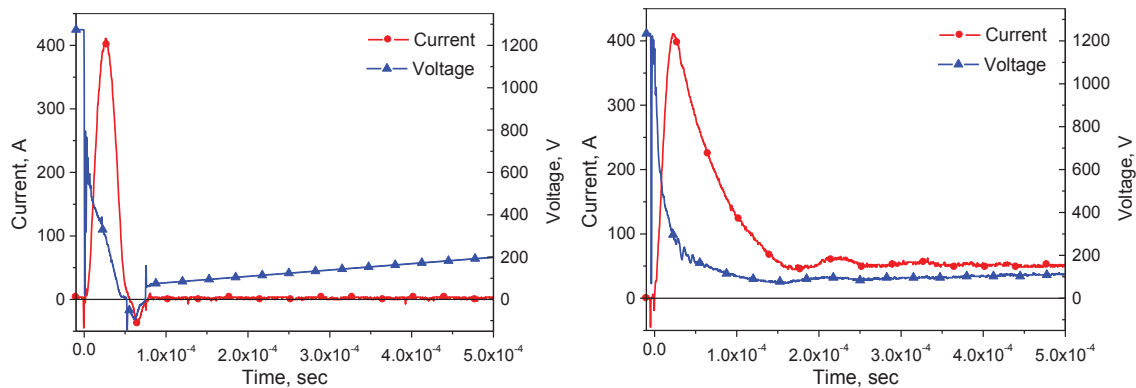 Current
Voltage
400
300
200
100
0
Current, A
1200
1000
800
600
400
200
0
Voltage, V
0.0
1.0x10⁻⁴
2.0x10⁻⁴
3.0x10⁻⁴
4.0x10⁻⁴
5.0x10⁻⁴
Time, sec
Current
Voltage
400
300
200
100
0
Current, A
1200
1000
800
600
400
200
0
Voltage, V
0.0
1.0x10⁻⁴
2.0x10⁻⁴
3.0x10⁻⁴
4.0x10⁻⁴
5.0x10⁻⁴
Time, sec